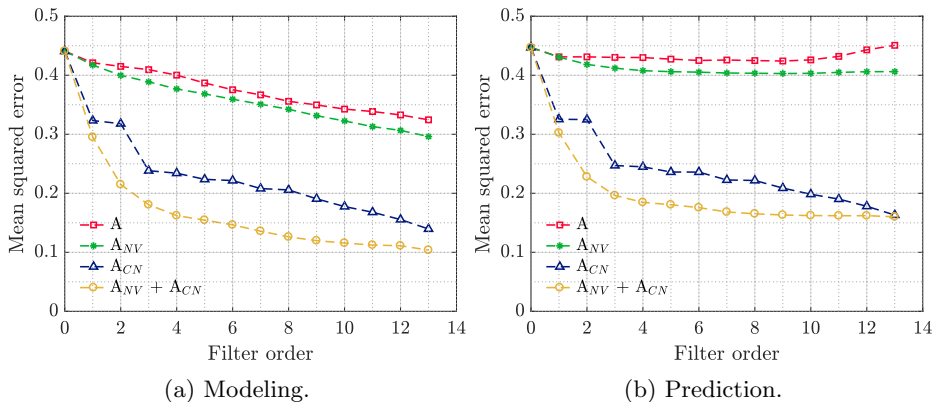 0.5
0.4
0.3
0.2
0.1
0
Mean squared error
A
A_NV
A_CN
A_NV + A_CN
0 2 4 6 8 10 12 14
Filter order
(a) Modeling.
0.5
0.4
0.3
0.2
0.1
0
Mean squared error
A
A_NV
A_CN
A_NV + A_CN
0 2 4 6 8 10 12 14
Filter order
(b) Prediction.